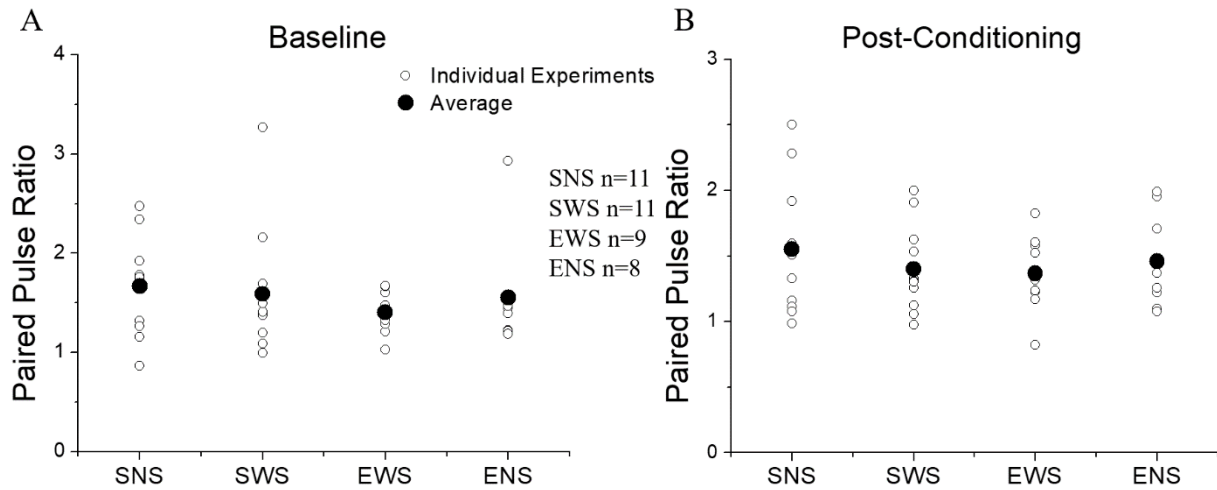 A
Baseline
Individual Experiments
Average
SNS n=11
SWS n=11
EWS n=9
ENS n=8
Paired Pulse Ratio
4
3
2
1
0
SNS SWS EWS ENS
B
Post-Conditioning
Paired Pulse Ratio
3
2
1
0
SNS SWS EWS ENS